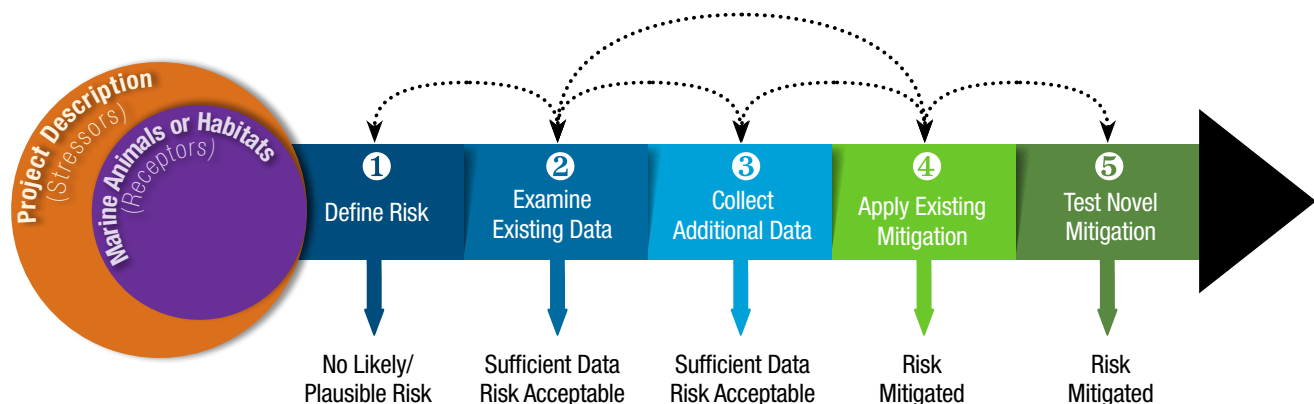 Project Description
(Stressors)
Marine Animals or Habitats
(Receptors)
1
Define Risk
2
Examine
Existing Data
3
Collect
Additional Data
4
Apply Existing
Mitigation
5
Test Novel
Mitigation
No Likely/
Plausible Risk
Sufficient Data
Risk Acceptable
Sufficient Data
Risk Acceptable
Risk
Mitigated
Risk
Mitigated